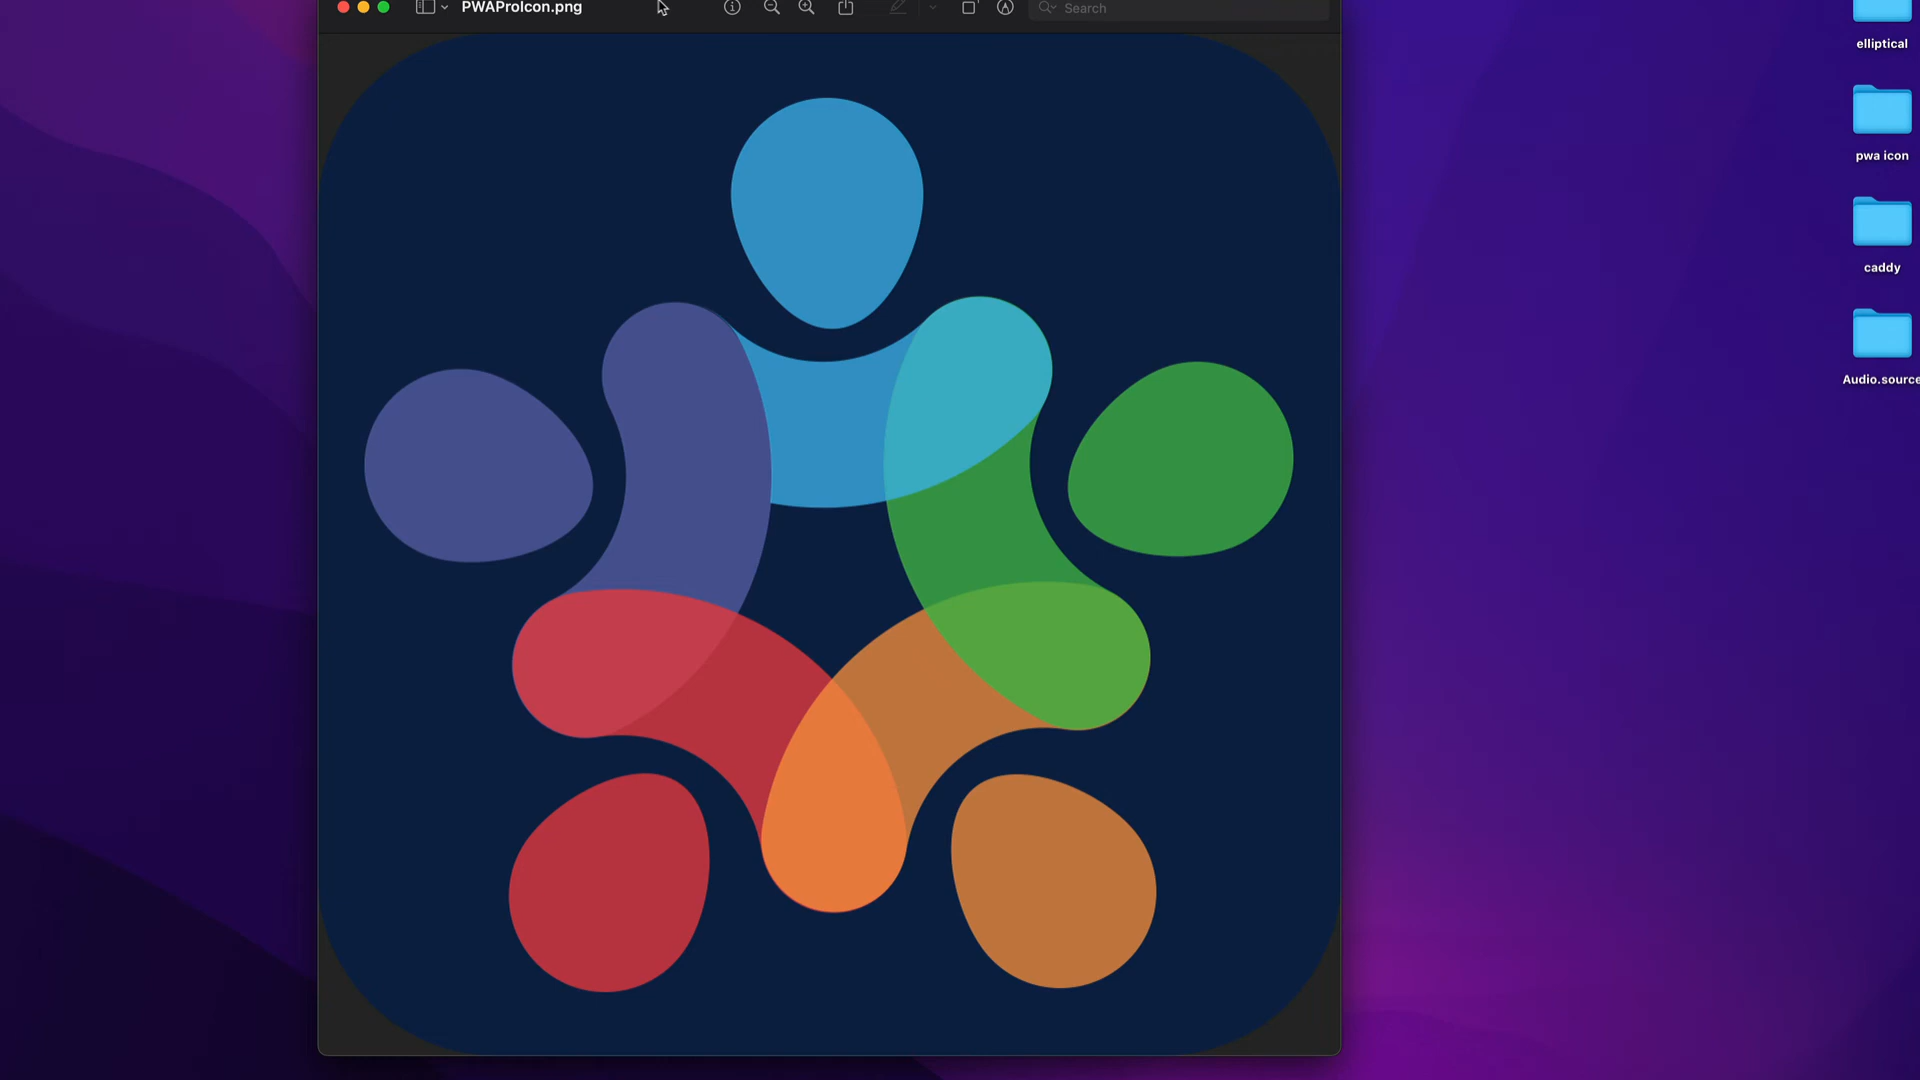 PWAProIcon.png
Search
elliptical
pwa icon
caddy
Audio.source